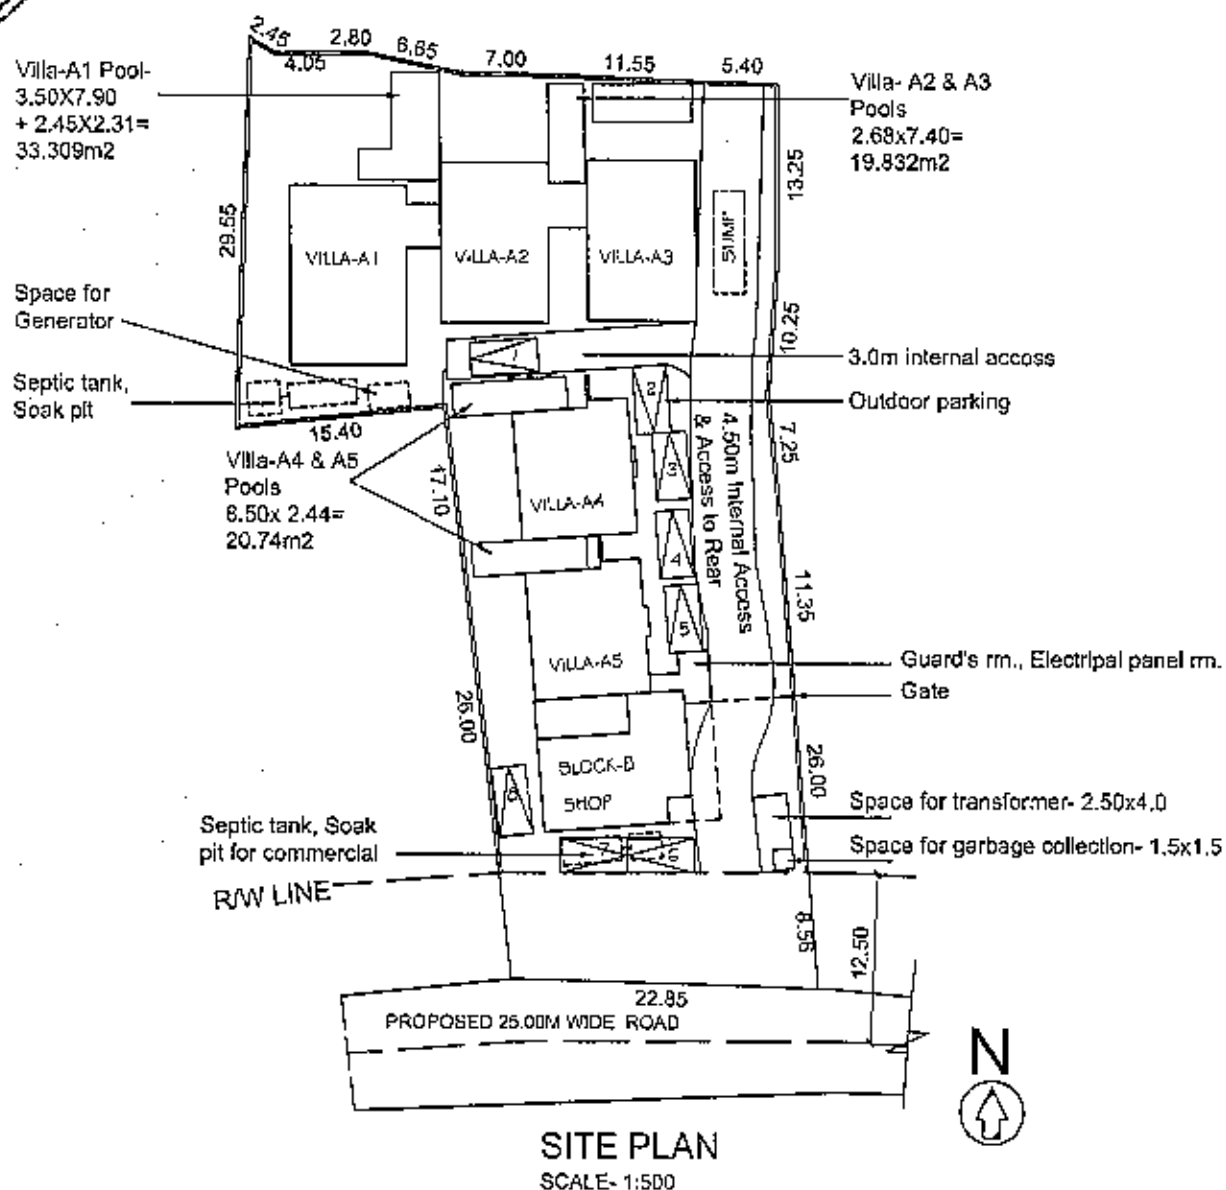 2.45
2,80
4.05
6,65
7.00
11.55
5.40
Villa-A1 Pool-
3.50X7.90
+ 2.45X2.31=
33.309m2
Villa- A2 & A3
Pools
2.68x7.40=
19.832m2
13.25
29.55
SUMP
VILLA-A1
VILLA-A2
VILLA-A3
Space for
Generator
10.25
1
3.0m internal access
Septic tank,
Soak pit
2
Outdoor parking
15.40
7.25
Villa-A4 & A5
Pools
8.50x 2.44=
20.74m2
17.10
3
4.50m Internal Access
& Access to Rear
VILLA-A4
4
11.35
5
VILLA-A5
Guard's rm., Electripal panel rm.
Gate
26.00
26.00
BLOCK-B
SHOP
6
Space for transformer- 2.50x4.0
Septic tank, Soak
pit for commercial
7
Space for garbage collection- 1.5x1.5
R/W LINE
8.56
12.50
22.85
PROPOSED 25.00M WIDE ROAD
N
SITE PLAN
SCALE- 1:500